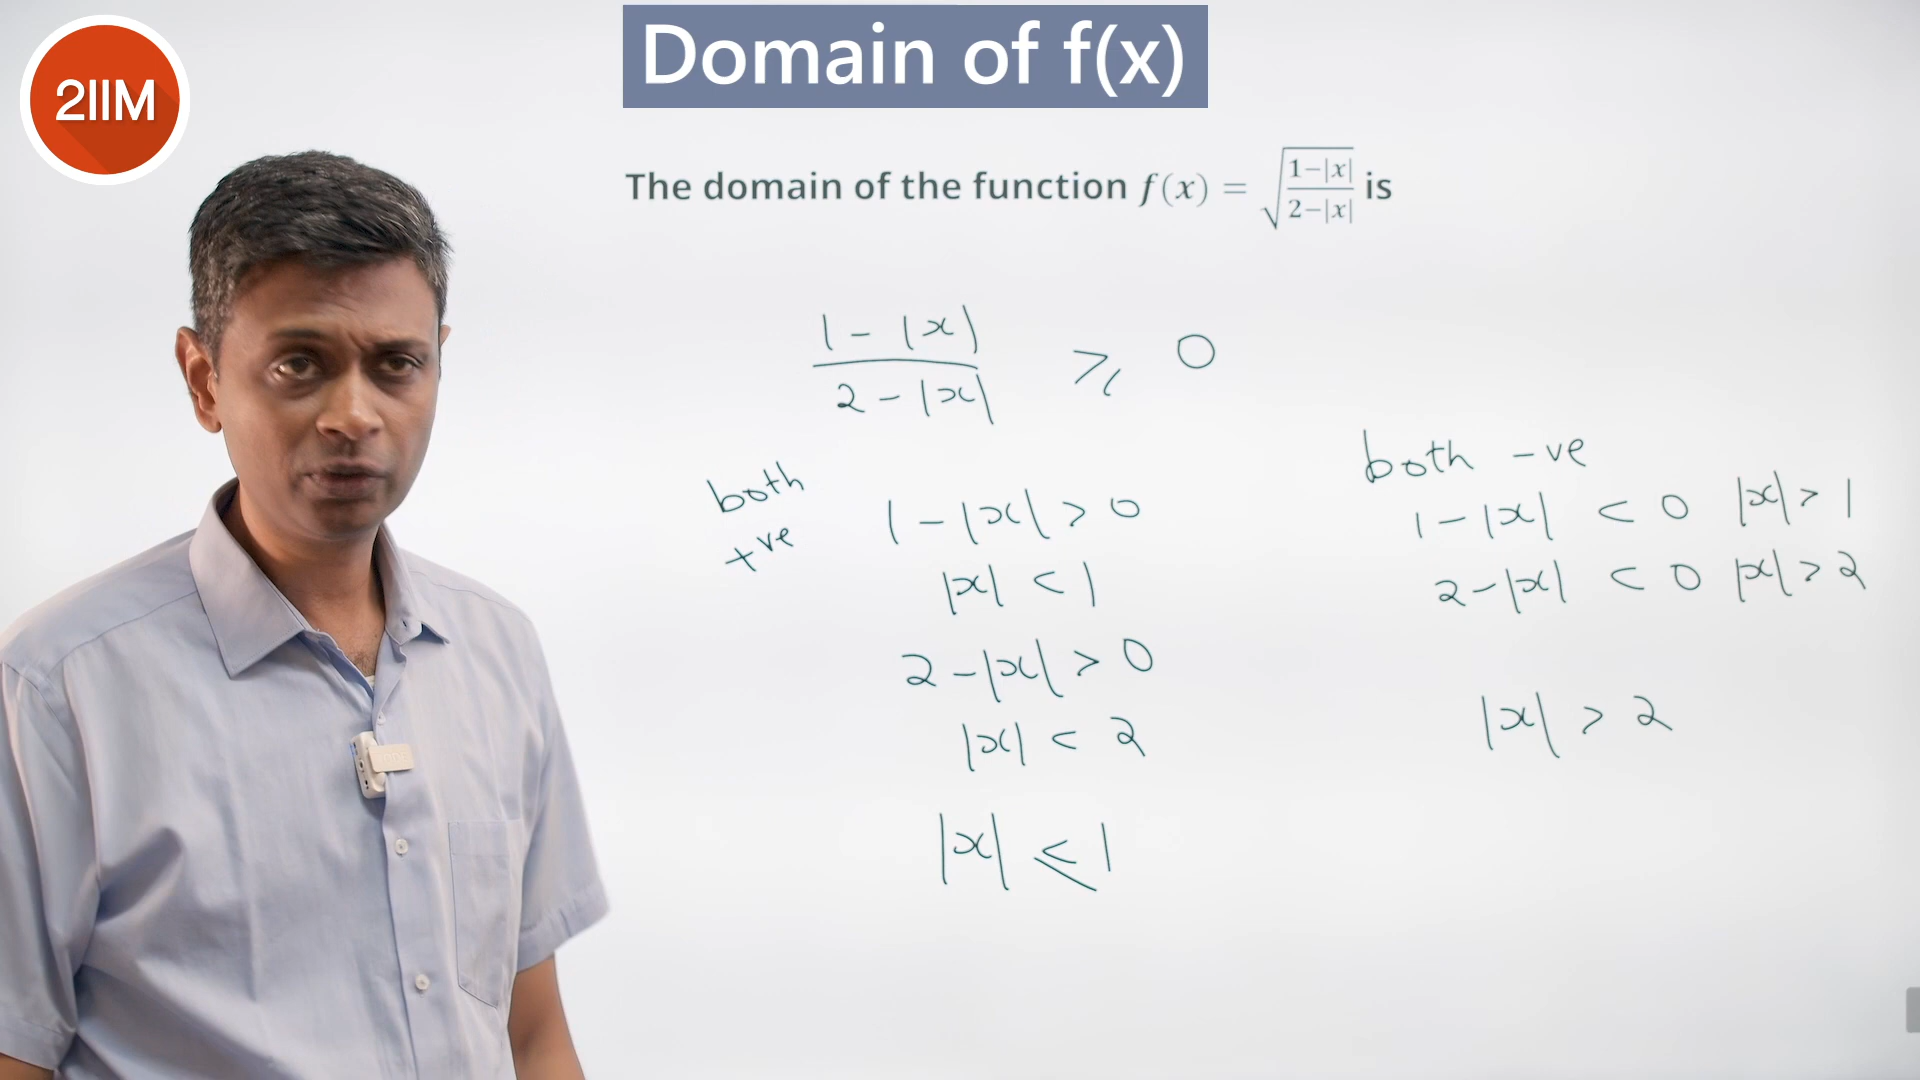 2IIM
Domain of f(x)
The domain of the function f(x) = √((1−|x|)/(2−|x|)) is
1 − |x|
2 − |x|
⩾ 0
both
+ve
1 − |x| > 0
|x| < 1
2 − |x| > 0
|x| < 2
|x| ⩽ 1
both −ve
1 − |x| < 0 |x| > 1
2 − |x| < 0 |x| > 2
|x| > 2